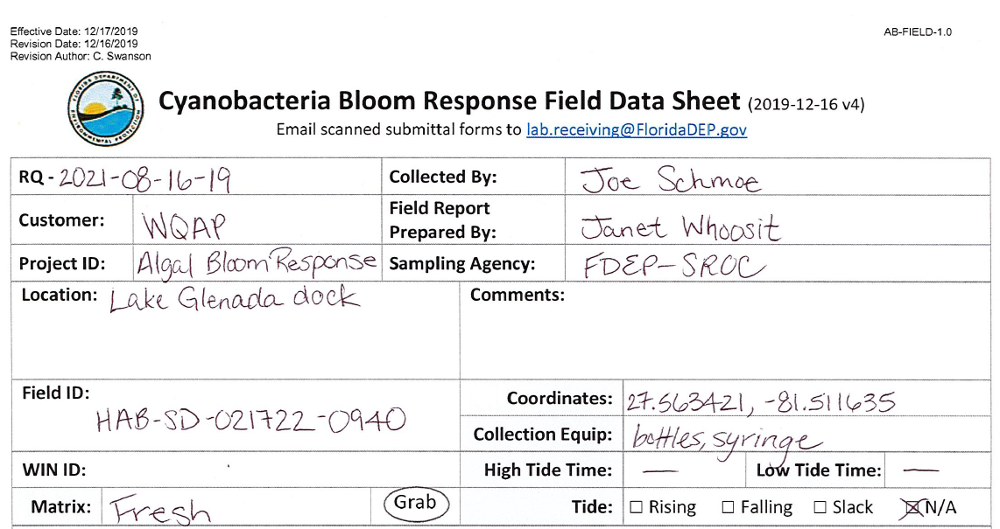 Effective Date: 12/17/2019
Revision Date: 12/16/2019
Revision Author: C. Swanson
AB-FIELD-1.0
FLORIDA DEPARTMENT OF ENVIRONMENTAL PROTECTION
Cyanobacteria Bloom Response Field Data Sheet (2019-12-16 v4)
Email scanned submittal forms to lab.receiving@FloridaDEP.gov
RQ - 2021-08-16-19
Collected By: Joe Schmoe
Customer: WQAP
Field Report
Prepared By: Janet Whoosit
Project ID: Algal Bloom Response
Sampling Agency: FDEP-SROC
Location: Lake Glenada dock
Comments:
Field ID:
HAB-SD-021722-0940
Coordinates: 27.563421, -81.511635
Collection Equip: bottles, syringe
WIN ID:
High Tide Time: —
Low Tide Time: —
Matrix: Fresh
Grab
Tide: ☐ Rising ☐ Falling ☐ Slack ☒ N/A